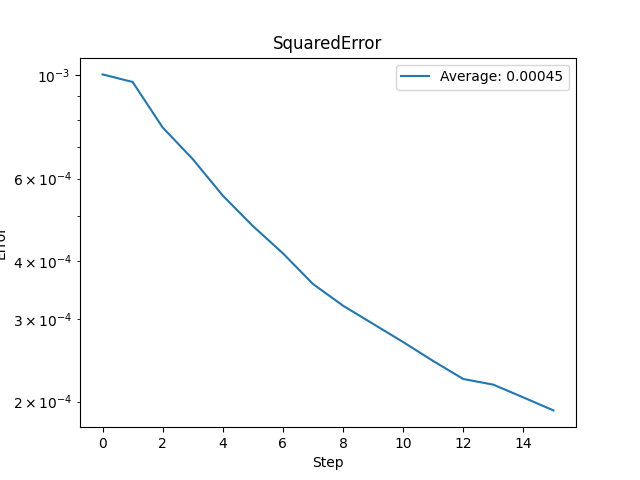 SquaredError
Average: 0.00045
10⁻³
6 × 10⁻⁴
4 × 10⁻⁴
3 × 10⁻⁴
2 × 10⁻⁴
Error
0 2 4 6 8 10 12 14
Step